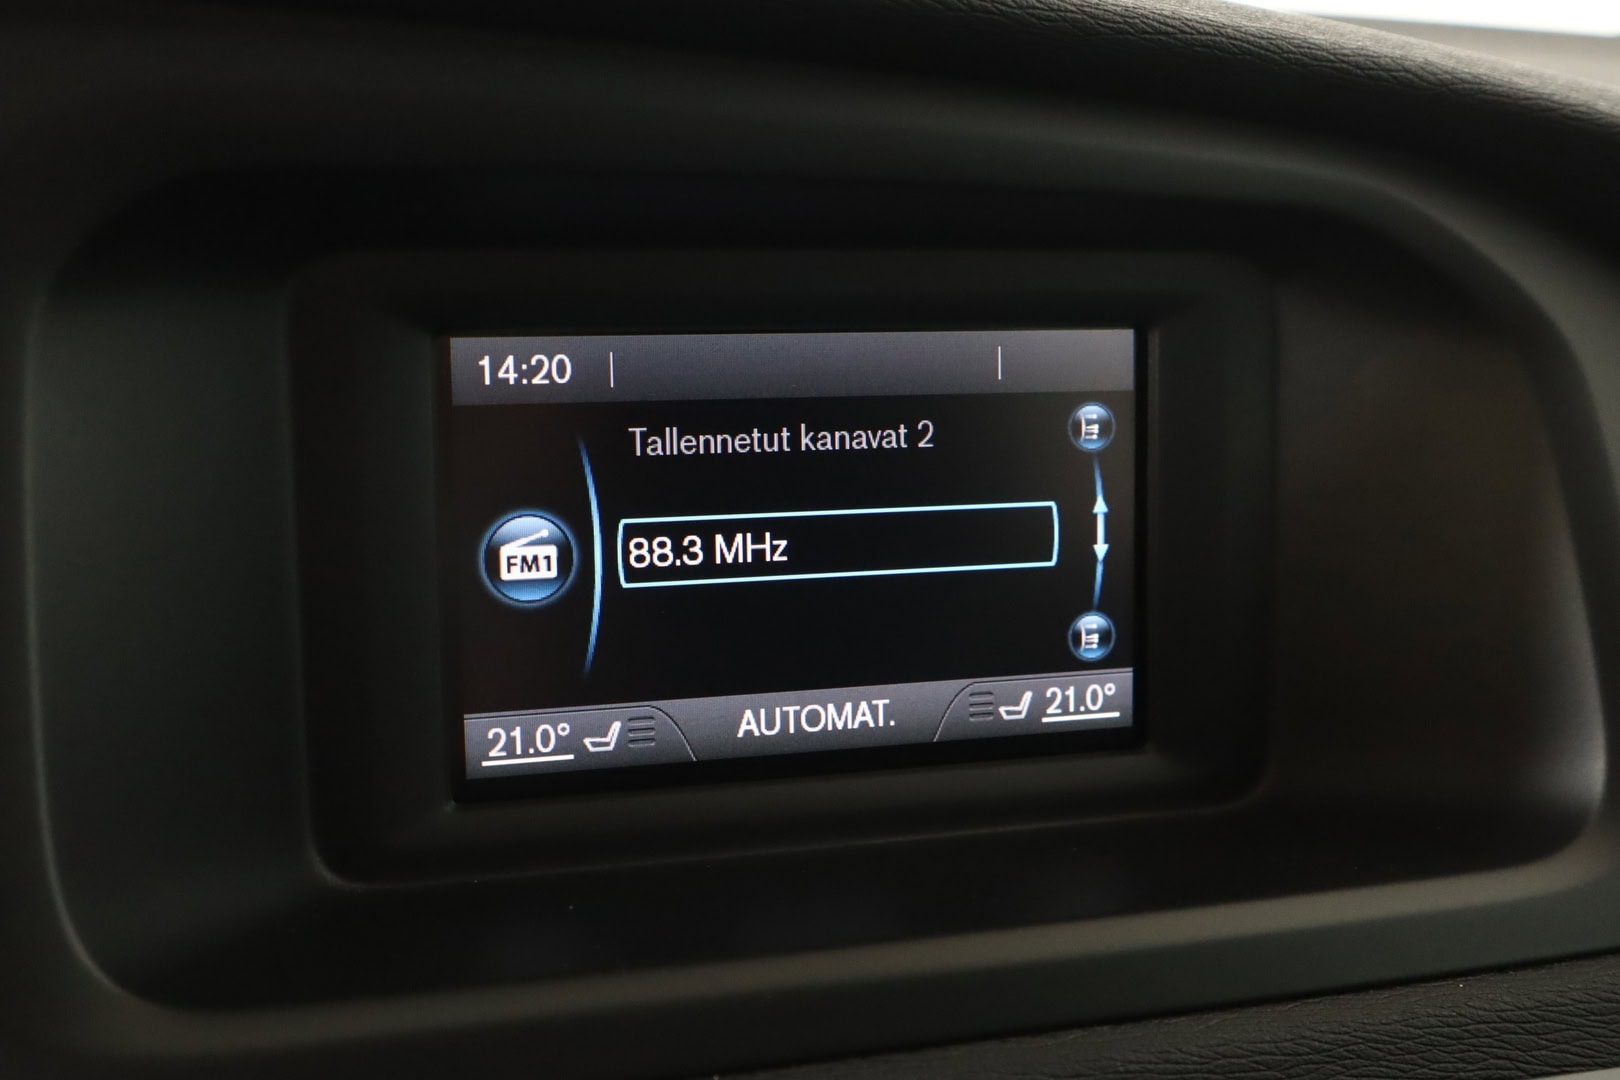 14:20
Tallennetut kanavat 2
FM1
88.3 MHz
21.0°
AUTOMAT.
21.0°